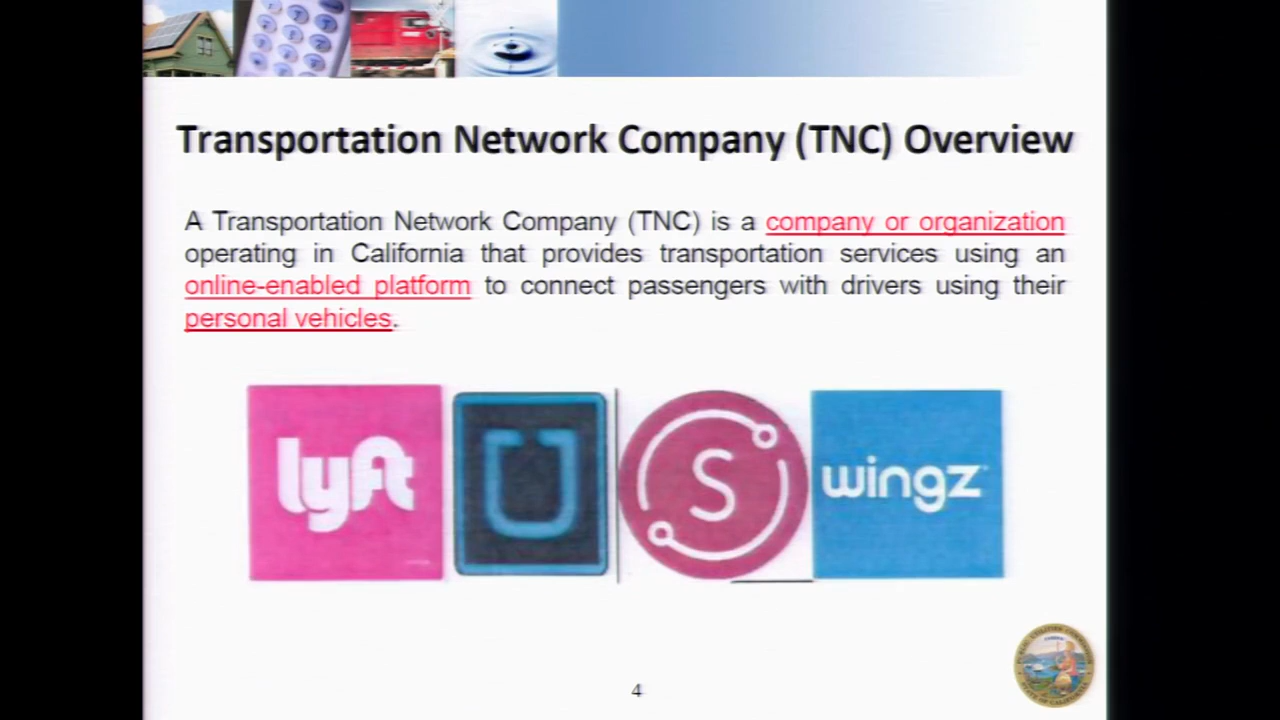 Transportation Network Company (TNC) Overview
A Transportation Network Company (TNC) is a company or organization
operating in California that provides transportation services using an
online-enabled platform to connect passengers with drivers using their
personal vehicles.
lyft
U
S
wingz
4